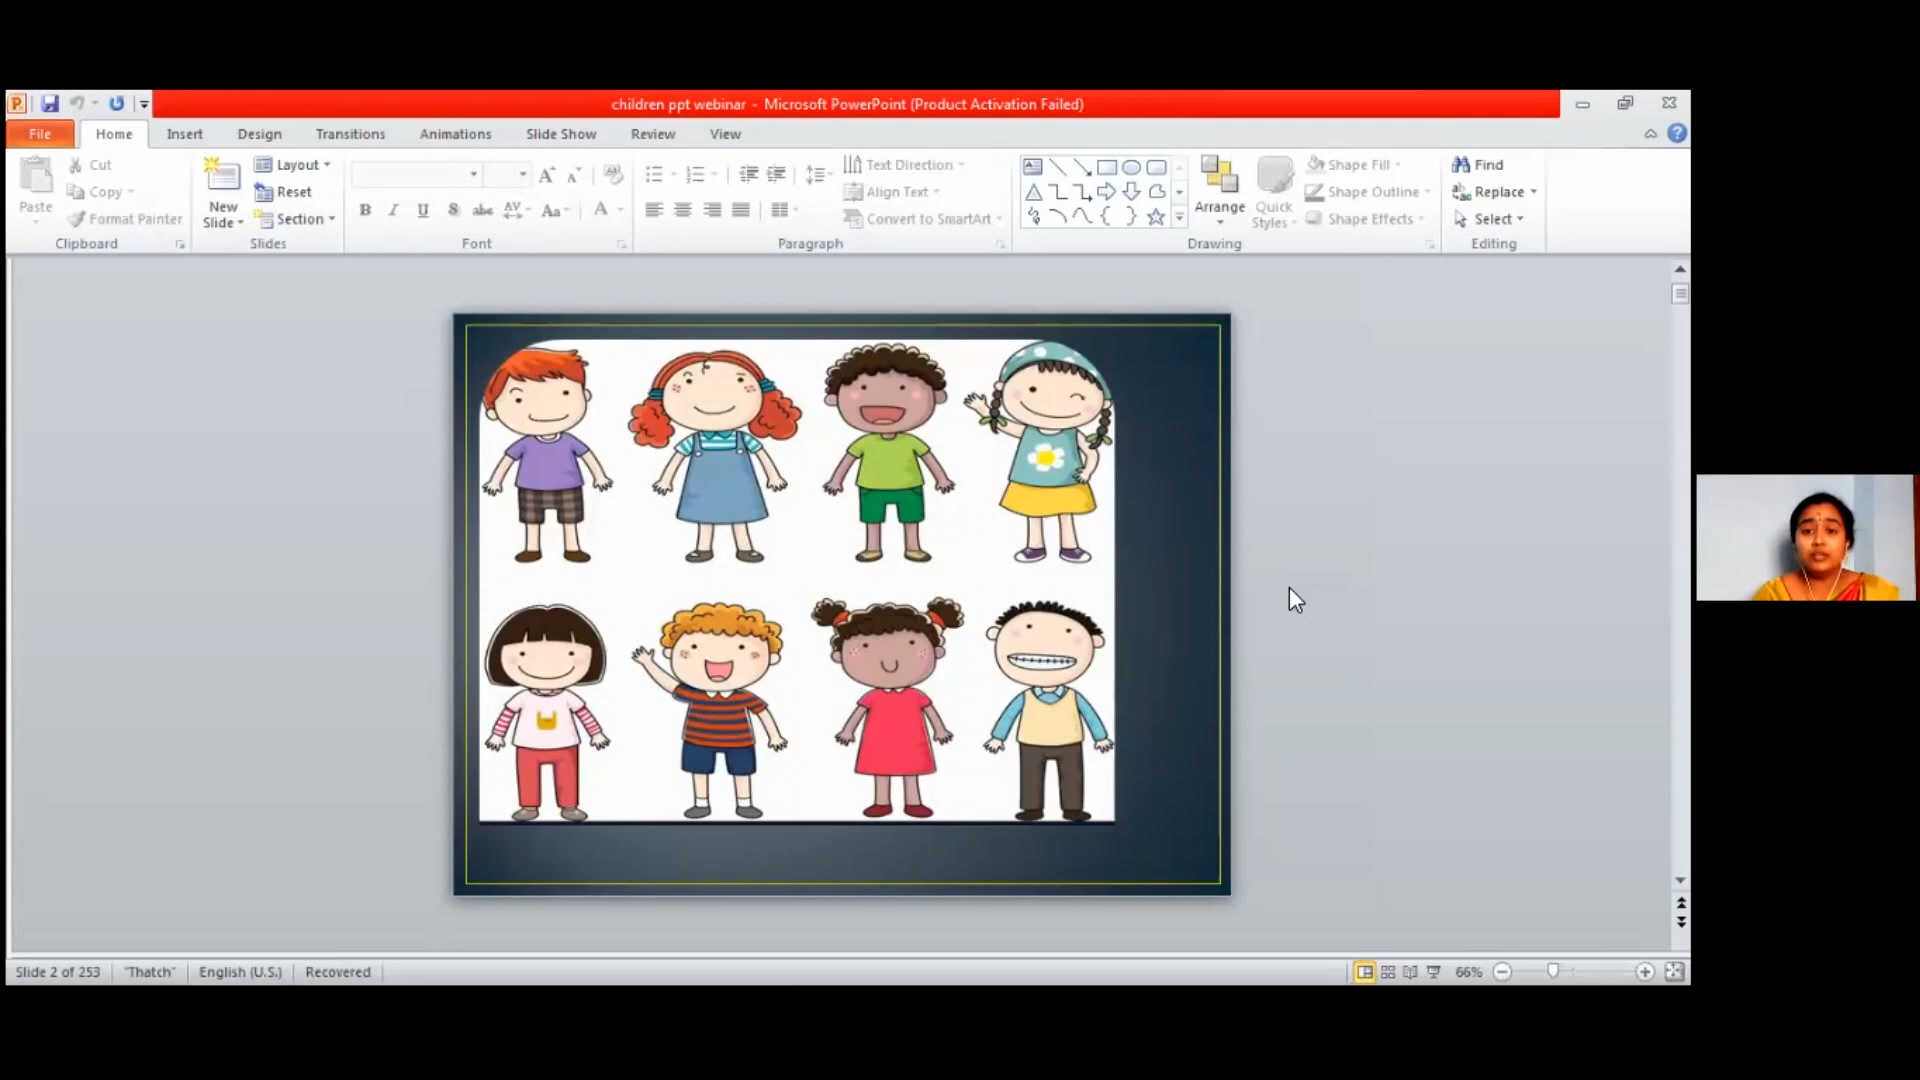 children ppt webinar - Microsoft PowerPoint (Product Activation Failed)
File Home Insert Design Transitions Animations Slide Show Review View
Paste
Cut
Copy
Format Painter
Clipboard
New Slide
Layout
Reset
Section
Slides
B I U S abc AV Aa A
Font
Text Direction
Align Text
Convert to SmartArt
Paragraph
Arrange
Quick Styles
Shape Fill
Shape Outline
Shape Effects
Drawing
Find
Replace
Select
Editing
Slide 2 of 253 "Thatch" English (U.S.) Recovered 66%